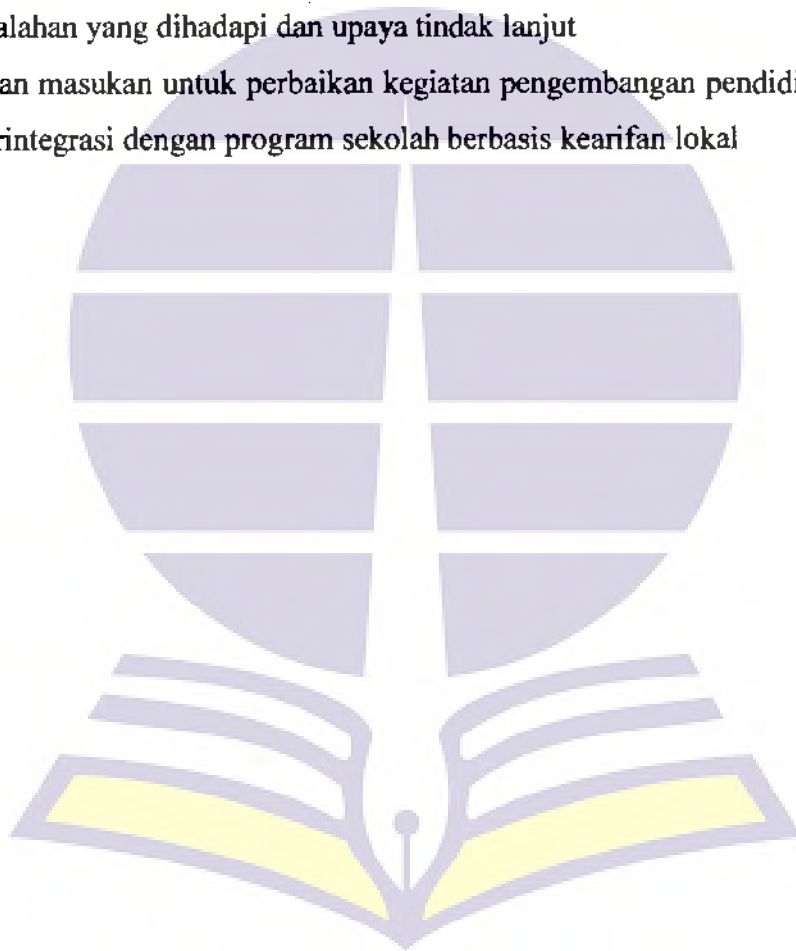 alahan yang dihadapi dan upaya tindak lanjut
an masukan untuk perbaikan kegiatan pengembangan pendidi
rintegrasi dengan program sekolah berbasis kearifan lokal